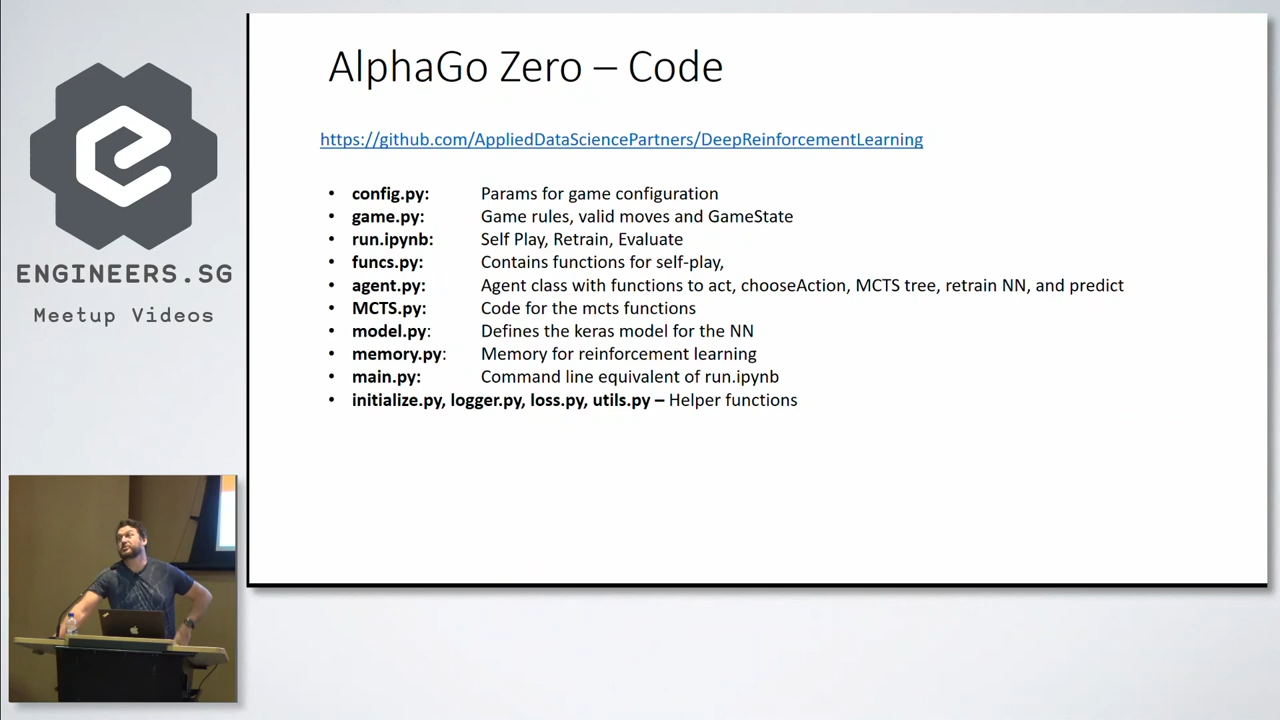 AlphaGo Zero – Code
https://github.com/AppliedDataSciencePartners/DeepReinforcementLearning
• config.py: Params for game configuration
• game.py: Game rules, valid moves and GameState
• run.ipynb: Self Play, Retrain, Evaluate
• funcs.py: Contains functions for self-play,
• agent.py: Agent class with functions to act, chooseAction, MCTS tree, retrain NN, and predict
• MCTS.py: Code for the mcts functions
• model.py: Defines the keras model for the NN
• memory.py: Memory for reinforcement learning
• main.py: Command line equivalent of run.ipynb
• initialize.py, logger.py, loss.py, utils.py – Helper functions
ENGINEERS.SG
Meetup Videos